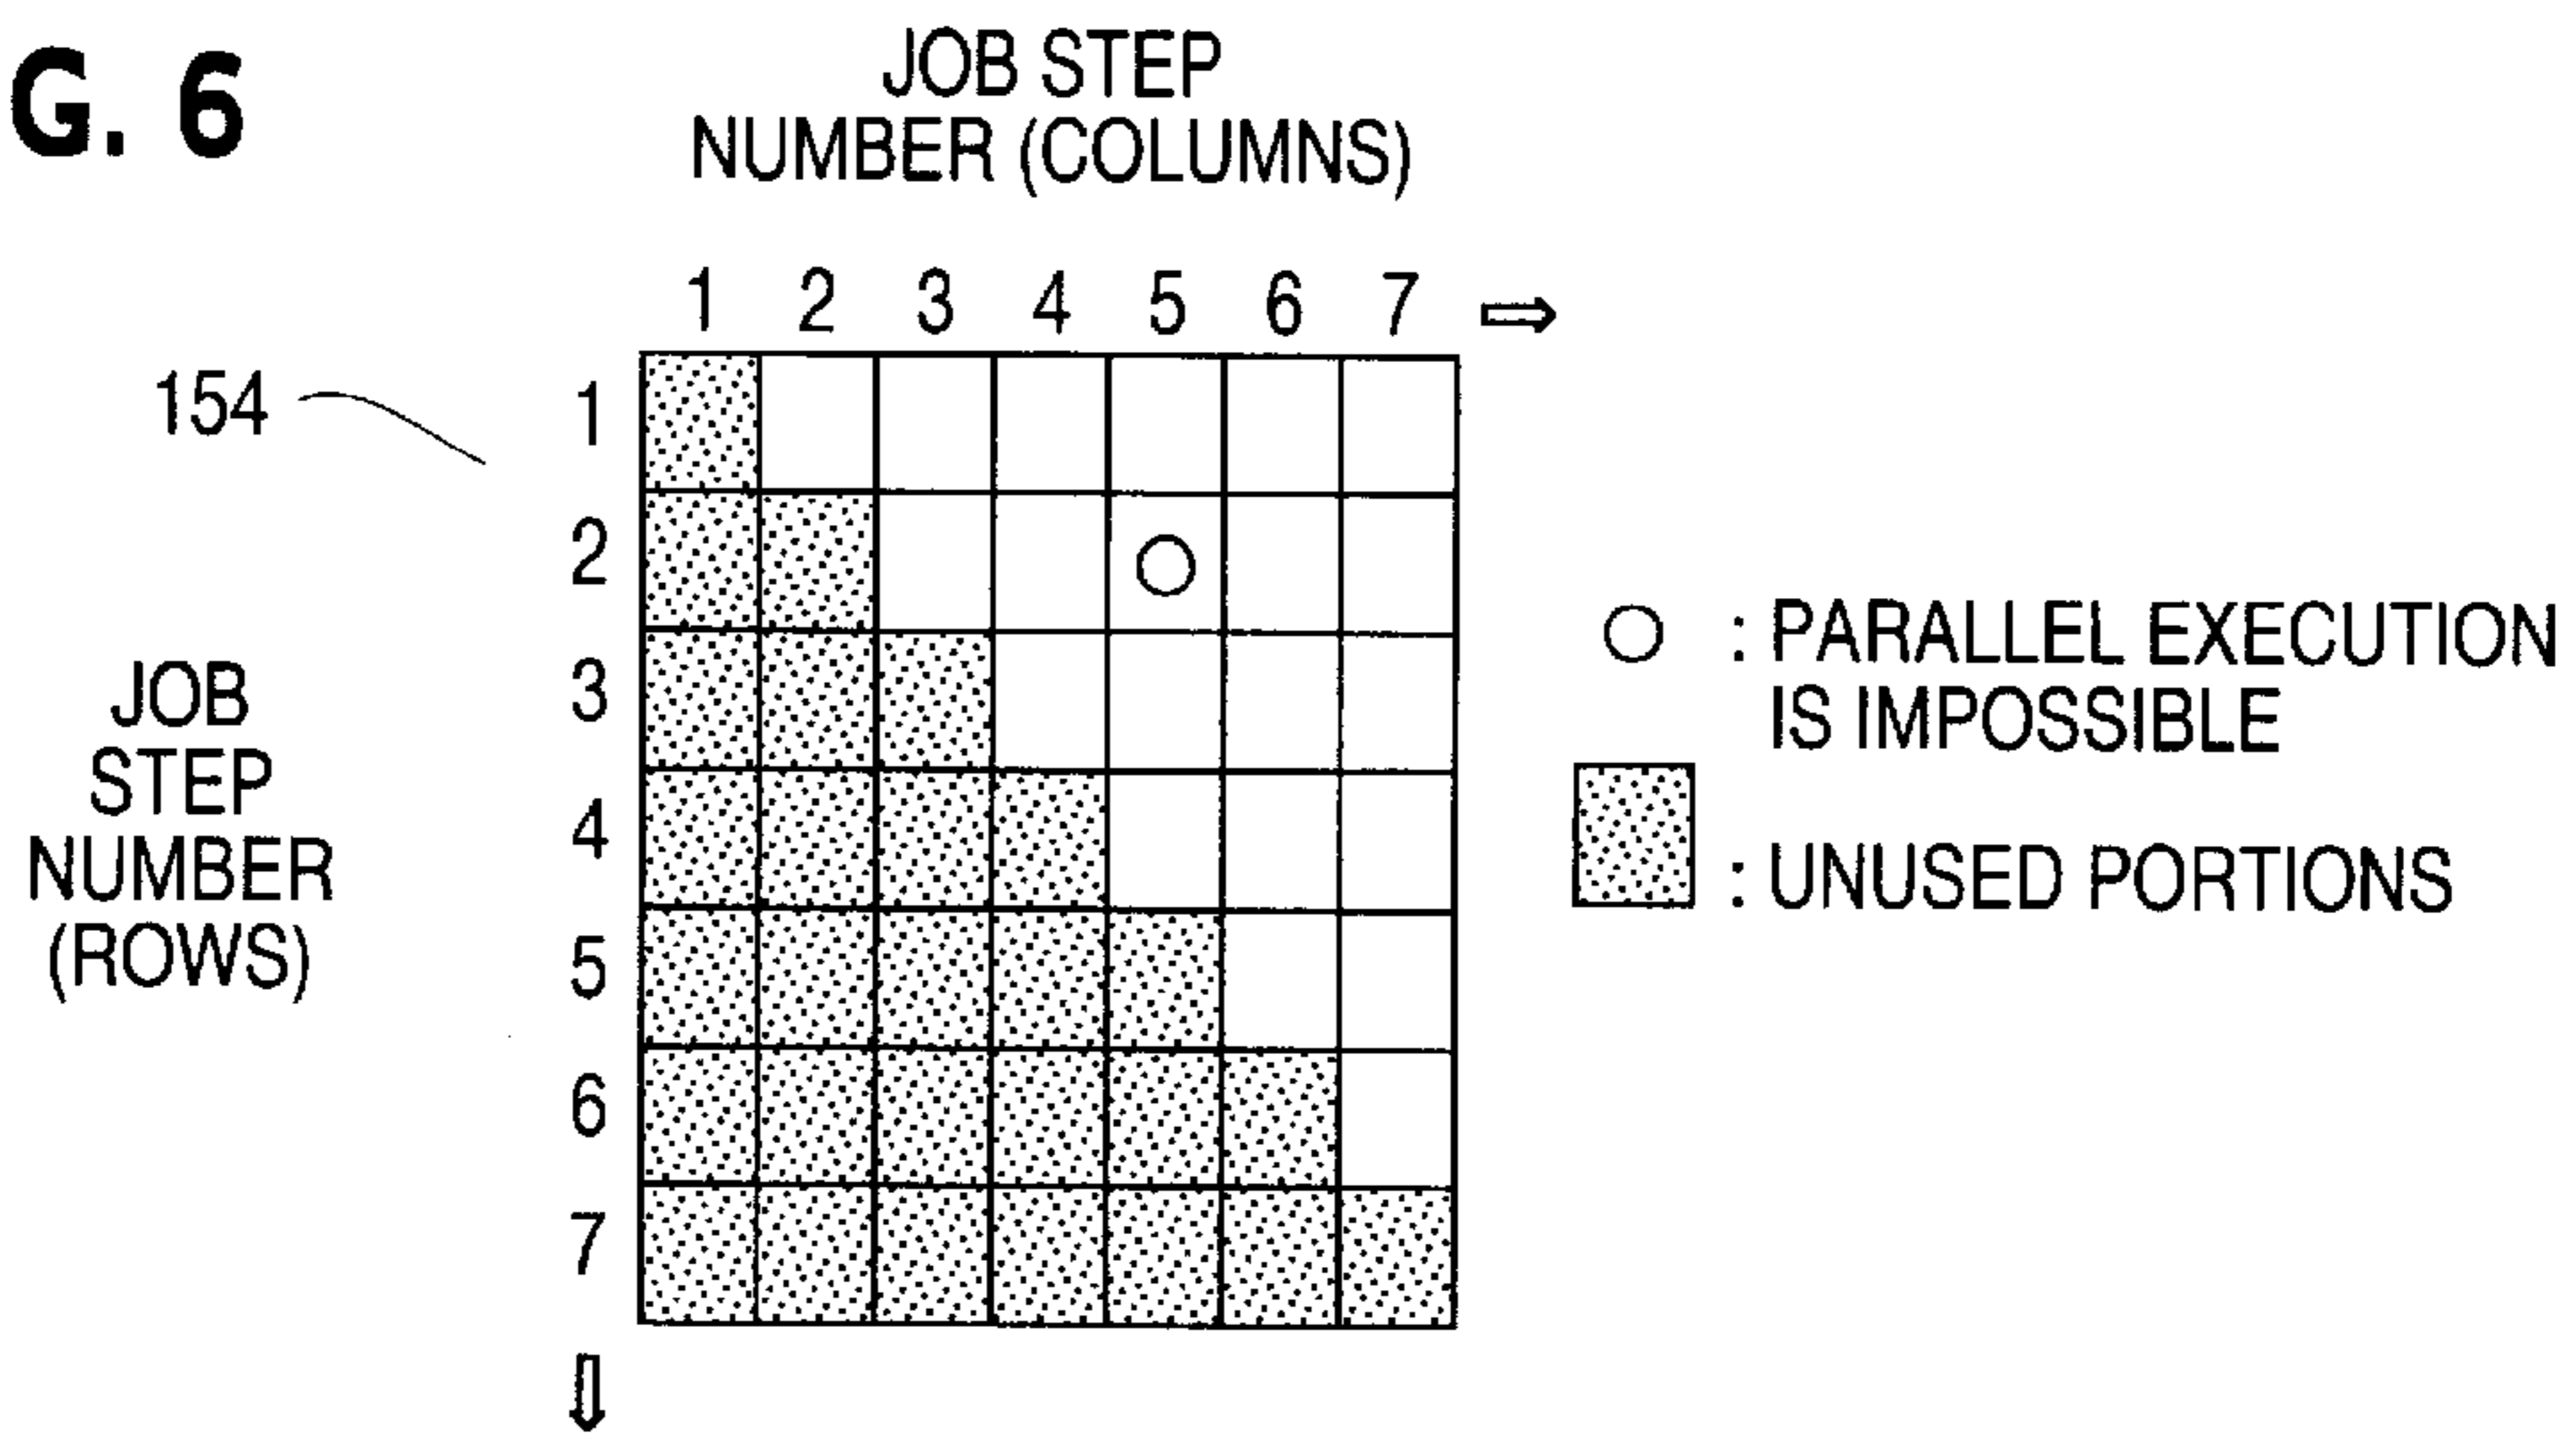 G. 6
JOB STEP
NUMBER (COLUMNS)
1 2 3 4 5 6 7
154
1
2
3
4
5
6
7
JOB
STEP
NUMBER
(ROWS)
: PARALLEL EXECUTION
IS IMPOSSIBLE
: UNUSED PORTIONS